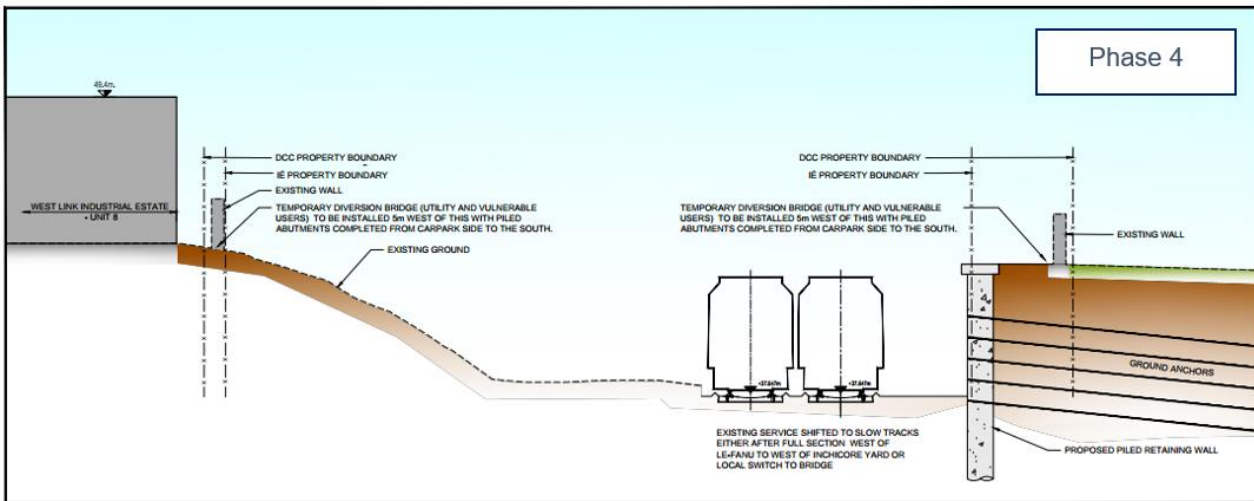 Phase 4
49.4m.
DCC PROPERTY BOUNDARY
IÉ PROPERTY BOUNDARY
EXISTING WALL
WEST LINK INDUSTRIAL ESTATE
- UNIT 8
TEMPORARY DIVERSION BRIDGE (UTILITY AND VULNERABLE
USERS) TO BE INSTALLED 5m WEST OF THIS WITH PILED
ABUTMENTS COMPLETED FROM CARPARK SIDE TO THE SOUTH.
EXISTING GROUND
DCC PROPERTY BOUNDARY
IÉ PROPERTY BOUNDARY
TEMPORARY DIVERSION BRIDGE (UTILITY AND VULNERABLE
USERS) TO BE INSTALLED 5m WEST OF THIS WITH PILED
ABUTMENTS COMPLETED FROM CARPARK SIDE TO THE SOUTH.
EXISTING WALL
GROUND ANCHORS
+37.847m
+37.847m
EXISTING SERVICE SHIFTED TO SLOW TRACKS
EITHER AFTER FULL SECTION WEST OF
LE-FANU TO WEST OF INCHICORE YARD OR
LOCAL SWITCH TO BRIDGE
PROPOSED PILED RETAINING WALL